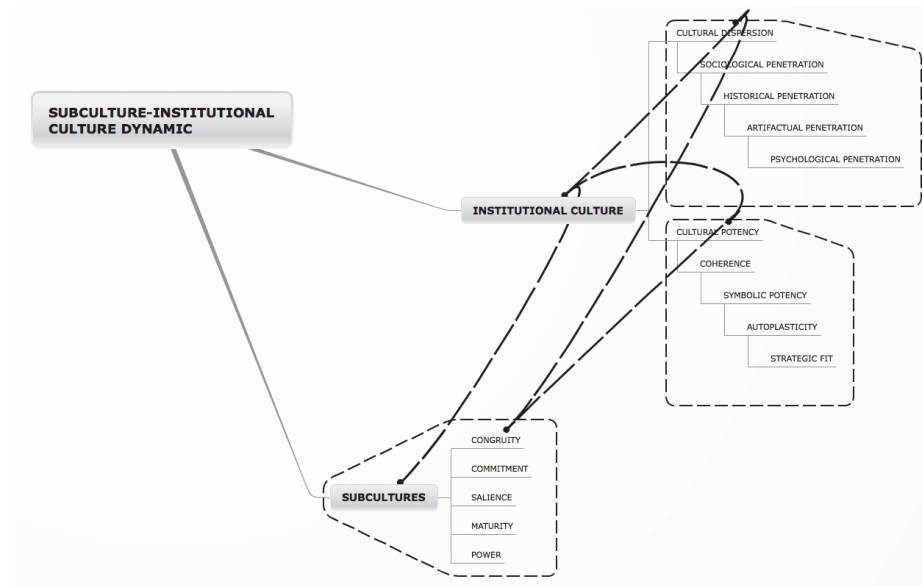 SUBCULTURE-INSTITUTIONAL
CULTURE DYNAMIC
INSTITUTIONAL CULTURE
CULTURAL DISPERSION
SOCIOLOGICAL PENETRATION
HISTORICAL PENETRATION
ARTIFACTUAL PENETRATION
PSYCHOLOGICAL PENETRATION
CULTURAL POTENCY
COHERENCE
SYMBOLIC POTENCY
AUTOPLASTICITY
STRATEGIC FIT
SUBCULTURES
CONGRUITY
COMMITMENT
SALIENCE
MATURITY
POWER